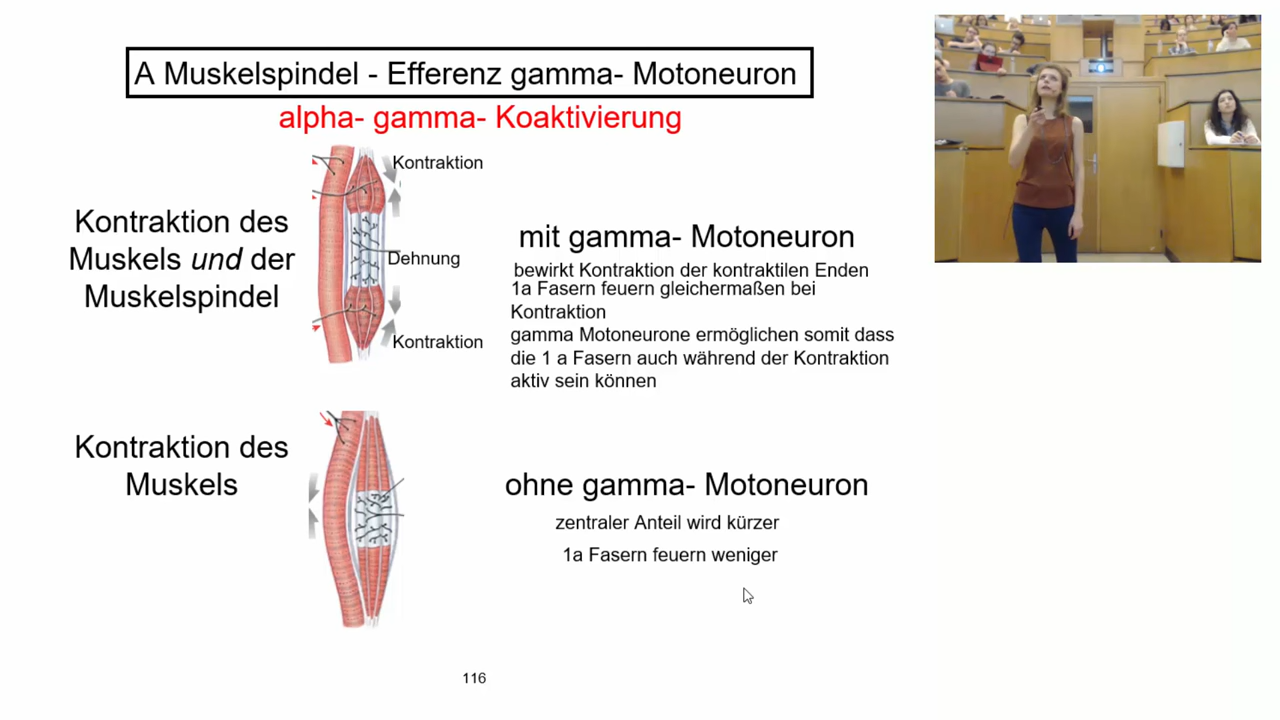 A Muskelspindel - Efferenz gamma- Motoneuron
alpha- gamma- Koaktivierung
Kontraktion
Kontraktion des
Muskels und der
Muskelspindel
Dehnung
Kontraktion
mit gamma- Motoneuron
bewirkt Kontraktion der kontraktilen Enden
1a Fasern feuern gleichermaßen bei
Kontraktion
gamma Motoneurone ermöglichen somit dass
die 1 a Fasern auch während der Kontraktion
aktiv sein können
Kontraktion des
Muskels
ohne gamma- Motoneuron
zentraler Anteil wird kürzer
1a Fasern feuern weniger
116